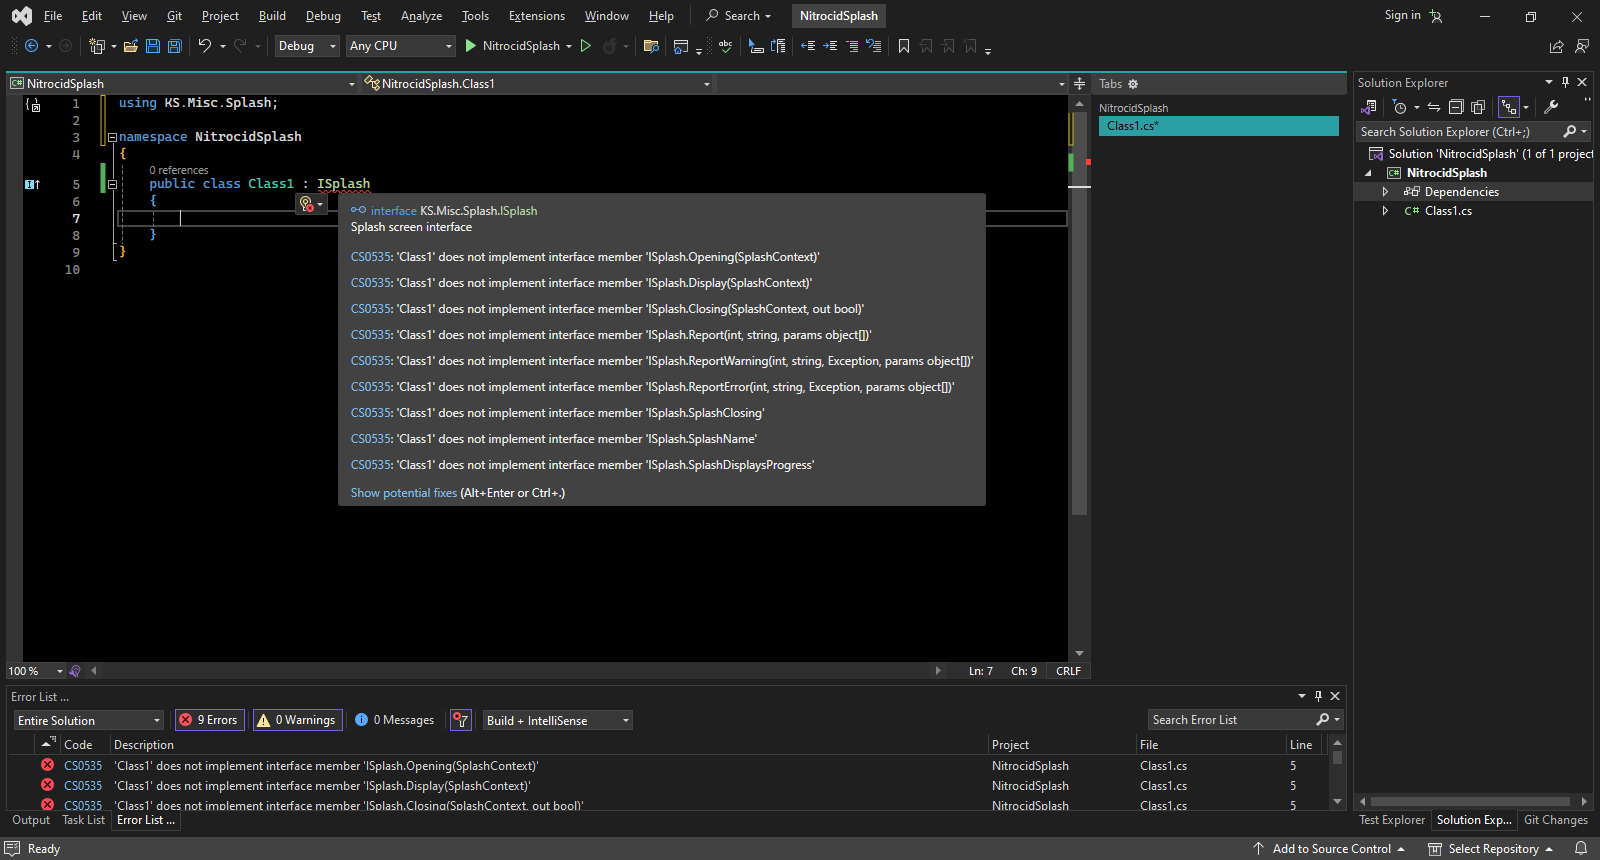 File Edit View Git Project Build Debug Test Analyze Tools Extensions Window Help Search NitrocidSplash Sign in
Debug Any CPU NitrocidSplash
NitrocidSplash NitrocidSplash.Class1
1 using KS.Misc.Splash;
2
3 namespace NitrocidSplash
4 {
0 references
5 public class Class1 : ISplash
6 {
7
8 }
9 }
10
interface KS.Misc.Splash.ISplash
Splash screen interface
CS0535: 'Class1' does not implement interface member 'ISplash.Opening(SplashContext)'
CS0535: 'Class1' does not implement interface member 'ISplash.Display(SplashContext)'
CS0535: 'Class1' does not implement interface member 'ISplash.Closing(SplashContext, out bool)'
CS0535: 'Class1' does not implement interface member 'ISplash.Report(int, string, params object[])'
CS0535: 'Class1' does not implement interface member 'ISplash.ReportWarning(int, string, Exception, params object[])'
CS0535: 'Class1' does not implement interface member 'ISplash.ReportError(int, string, Exception, params object[])'
CS0535: 'Class1' does not implement interface member 'ISplash.SplashClosing'
CS0535: 'Class1' does not implement interface member 'ISplash.SplashName'
CS0535: 'Class1' does not implement interface member 'ISplash.SplashDisplaysProgress'
Show potential fixes (Alt+Enter or Ctrl+.)
100 % Ln: 7 Ch: 9 CRLF
Tabs
NitrocidSplash
Class1.cs*
Solution Explorer
Search Solution Explorer (Ctrl+;)
Solution 'NitrocidSplash' (1 of 1 project
NitrocidSplash
Dependencies
C# Class1.cs
Error List ...
Entire Solution 9 Errors 0 Warnings 0 Messages Build + IntelliSense Search Error List
Code Description Project File Line
CS0535 'Class1' does not implement interface member 'ISplash.Opening(SplashContext)' NitrocidSplash Class1.cs 5
CS0535 'Class1' does not implement interface member 'ISplash.Display(SplashContext)' NitrocidSplash Class1.cs 5
CS0535 'Class1' does not implement interface member 'ISplash.Closing(SplashContext, out bool)' NitrocidSplash Class1.cs 5
Output Task List Error List ...
Test Explorer Solution Exp... Git Changes
Ready Add to Source Control Select Repository